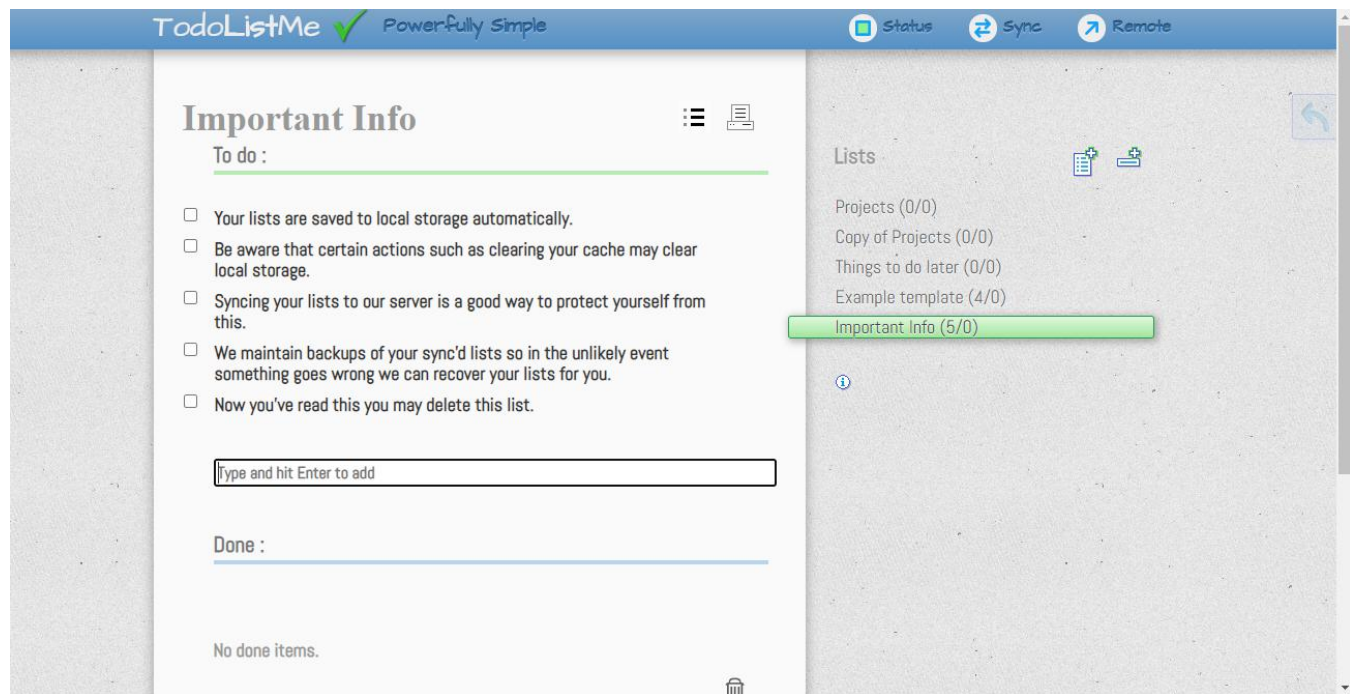 TodoListMe Powerfully Simple
Status Sync Remote
Important Info
To do :
Your lists are saved to local storage automatically.
Be aware that certain actions such as clearing your cache may clear
local storage.
Syncing your lists to our server is a good way to protect yourself from
this.
We maintain backups of your sync'd lists so in the unlikely event
something goes wrong we can recover your lists for you.
Now you've read this you may delete this list.
Type and hit Enter to add
Done :
No done items.
Lists
Projects (0/0)
Copy of Projects (0/0)
Things to do later (0/0)
Example template (4/0)
Important Info (5/0)